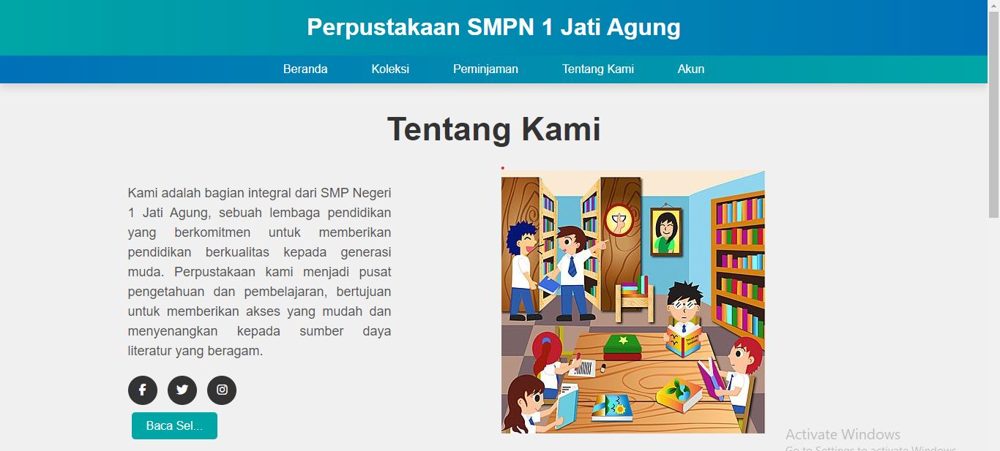 Perpustakaan SMPN 1 Jati Agung
Beranda Koleksi Peminjaman Tentang Kami Akun
Tentang Kami
Kami adalah bagian integral dari SMP Negeri
1 Jati Agung, sebuah lembaga pendidikan
yang berkomitmen untuk memberikan
pendidikan berkualitas kepada generasi
muda. Perpustakaan kami menjadi pusat
pengetahuan dan pembelajaran, bertujuan
untuk memberikan akses yang mudah dan
menyenangkan kepada sumber daya
literatur yang beragam.
Baca Sel...
Activate Windows
Go to Settings to activate Windows.